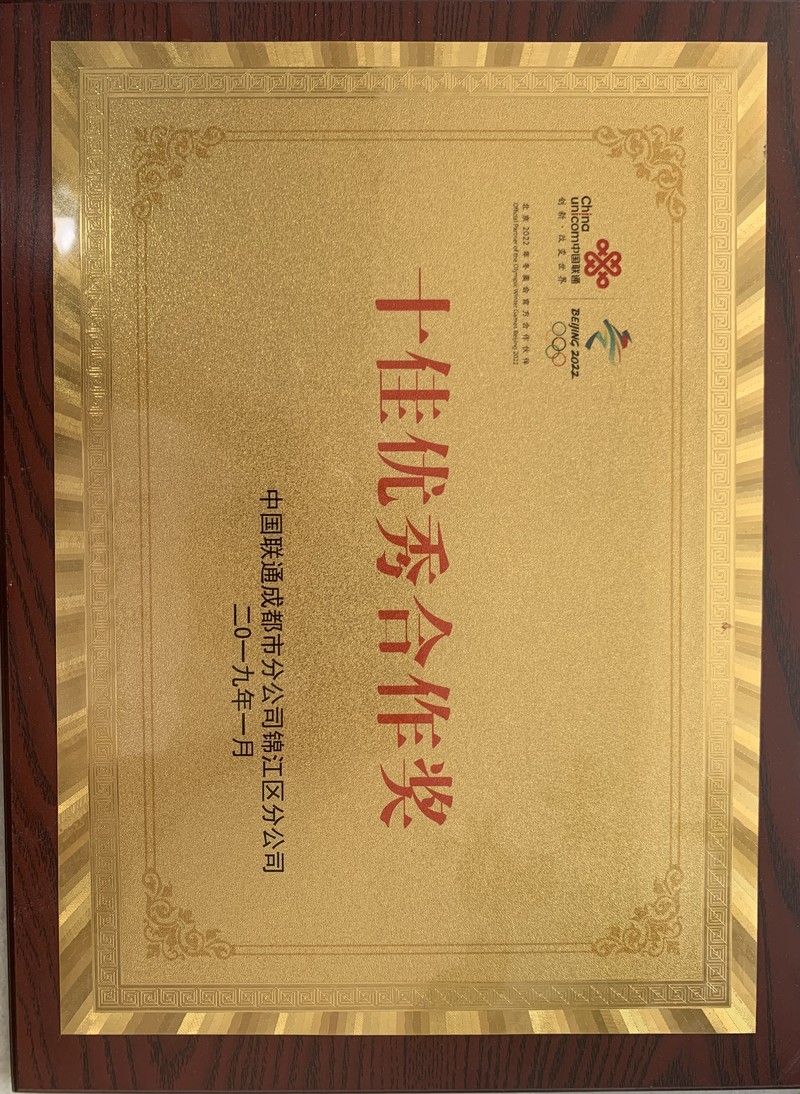 China
unicom中国联通
创新·改变世界
BEIJING 2022
北京2022年冬奥会官方合作伙伴
Official Partner of the Olympic Winter Games Beijing 2022
十佳优秀合作奖
中国联通成都市分公司锦江区分公司
二0一九年一月